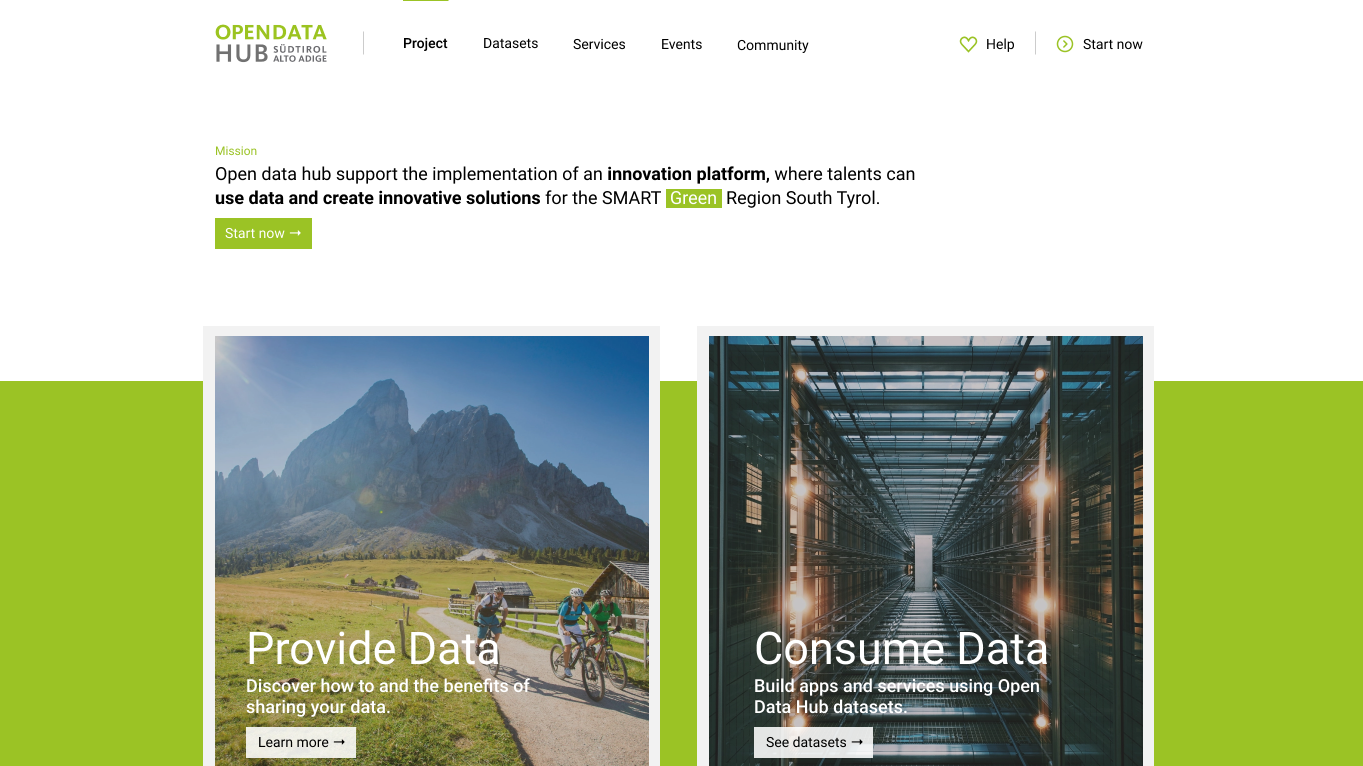 OPENDATA
HUB SÜDTIROL
ALTO ADIGE
Project
Datasets
Services
Events
Community
Help
Start now
Mission
Open data hub support the implementation of an innovation platform, where talents can
use data and create innovative solutions for the SMART Green Region South Tyrol.
Start now →
Provide Data
Discover how to and the benefits of
sharing your data.
Learn more →
Consume Data
Build apps and services using Open
Data Hub datasets.
See datasets →